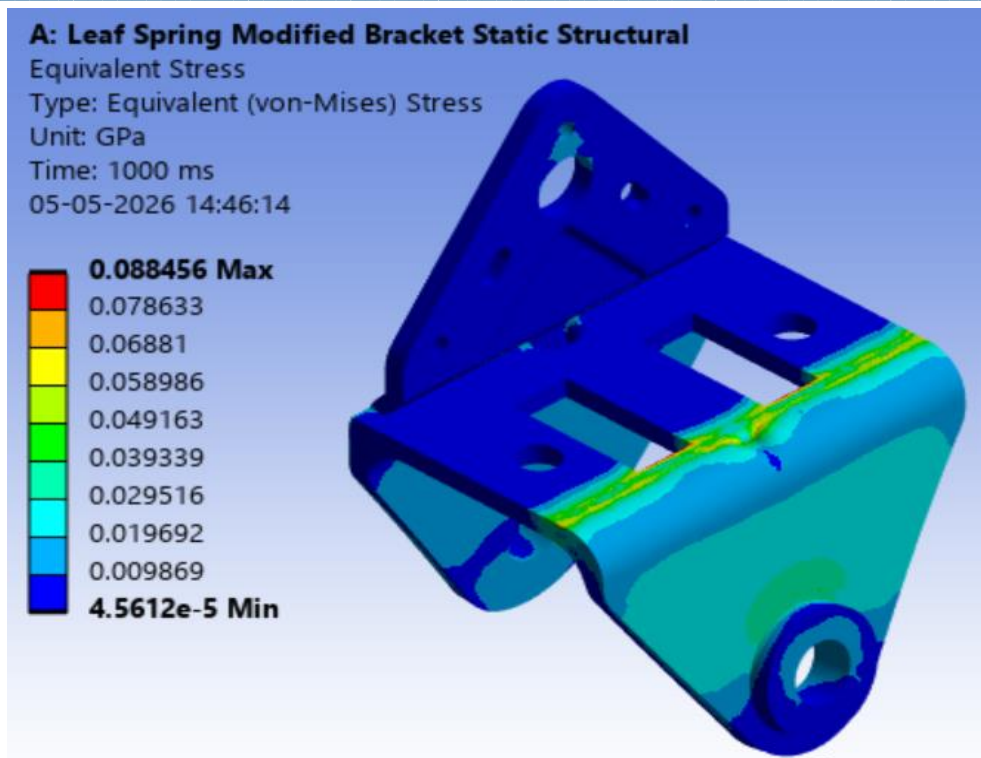 A: Leaf Spring Modified Bracket Static Structural
Equivalent Stress
Type: Equivalent (von-Mises) Stress
Unit: GPa
Time: 1000 ms
05-05-2026 14:46:14
0.088456 Max
0.078633
0.06881
0.058986
0.049163
0.039339
0.029516
0.019692
0.009869
4.5612e-5 Min